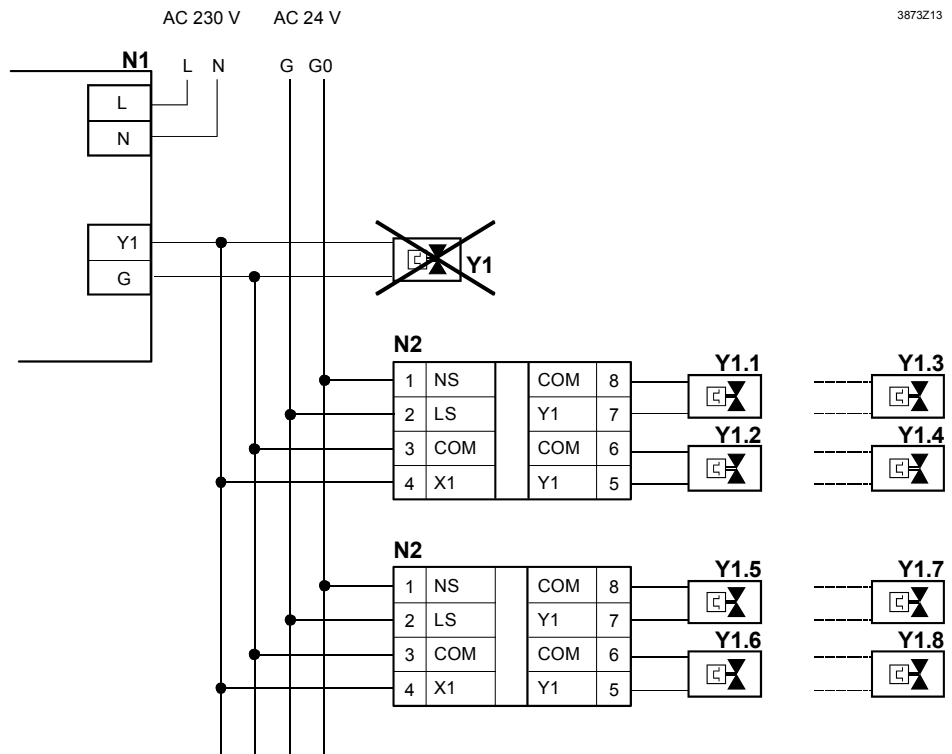 AC 230 V AC 24 V
3873Z13
N1 L N G G0
L
N
Y1
G
Y1
N2
1 NS COM 8
2 LS Y1 7
3 COM COM 6
4 X1 Y1 5
Y1.1 Y1.3
Y1.2 Y1.4
N2
1 NS COM 8
2 LS Y1 7
3 COM COM 6
4 X1 Y1 5
Y1.5 Y1.7
Y1.6 Y1.8